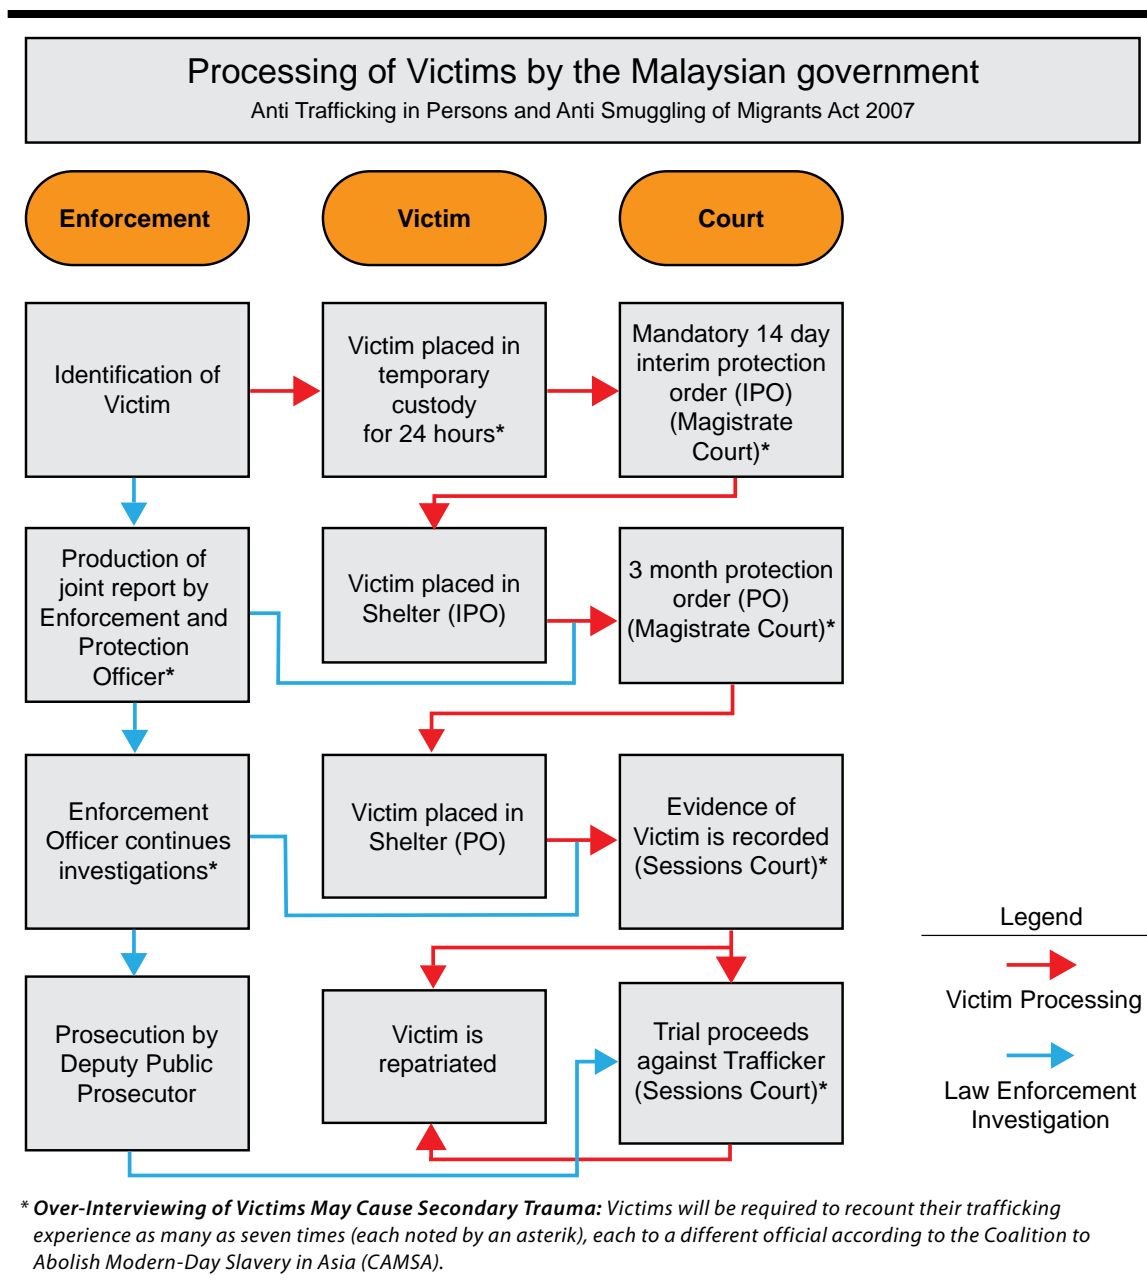 Processing of Victims by the Malaysian government
Anti Trafficking in Persons and Anti Smuggling of Migrants Act 2007
Enforcement
Victim
Court
Identification of
Victim
Victim placed in
temporary
custody
for 24 hours*
Mandatory 14 day
interim protection
order (IPO)
(Magistrate
Court)*
Production of
joint report by
Enforcement and
Protection
Officer*
Victim placed in
Shelter (IPO)
3 month protection
order (PO)
(Magistrate Court)*
Enforcement
Officer continues
investigations*
Victim placed in
Shelter (PO)
Evidence of
Victim is recorded
(Sessions Court)*
Prosecution by
Deputy Public
Prosecutor
Victim is
repatriated
Trial proceeds
against Trafficker
(Sessions Court)*
Legend
Victim Processing
Law Enforcement
Investigation
* Over-Interviewing of Victims May Cause Secondary Trauma: Victims will be required to recount their trafficking
experience as many as seven times (each noted by an asterik), each to a different official according to the Coalition to
Abolish Modern-Day Slavery in Asia (CAMSA).